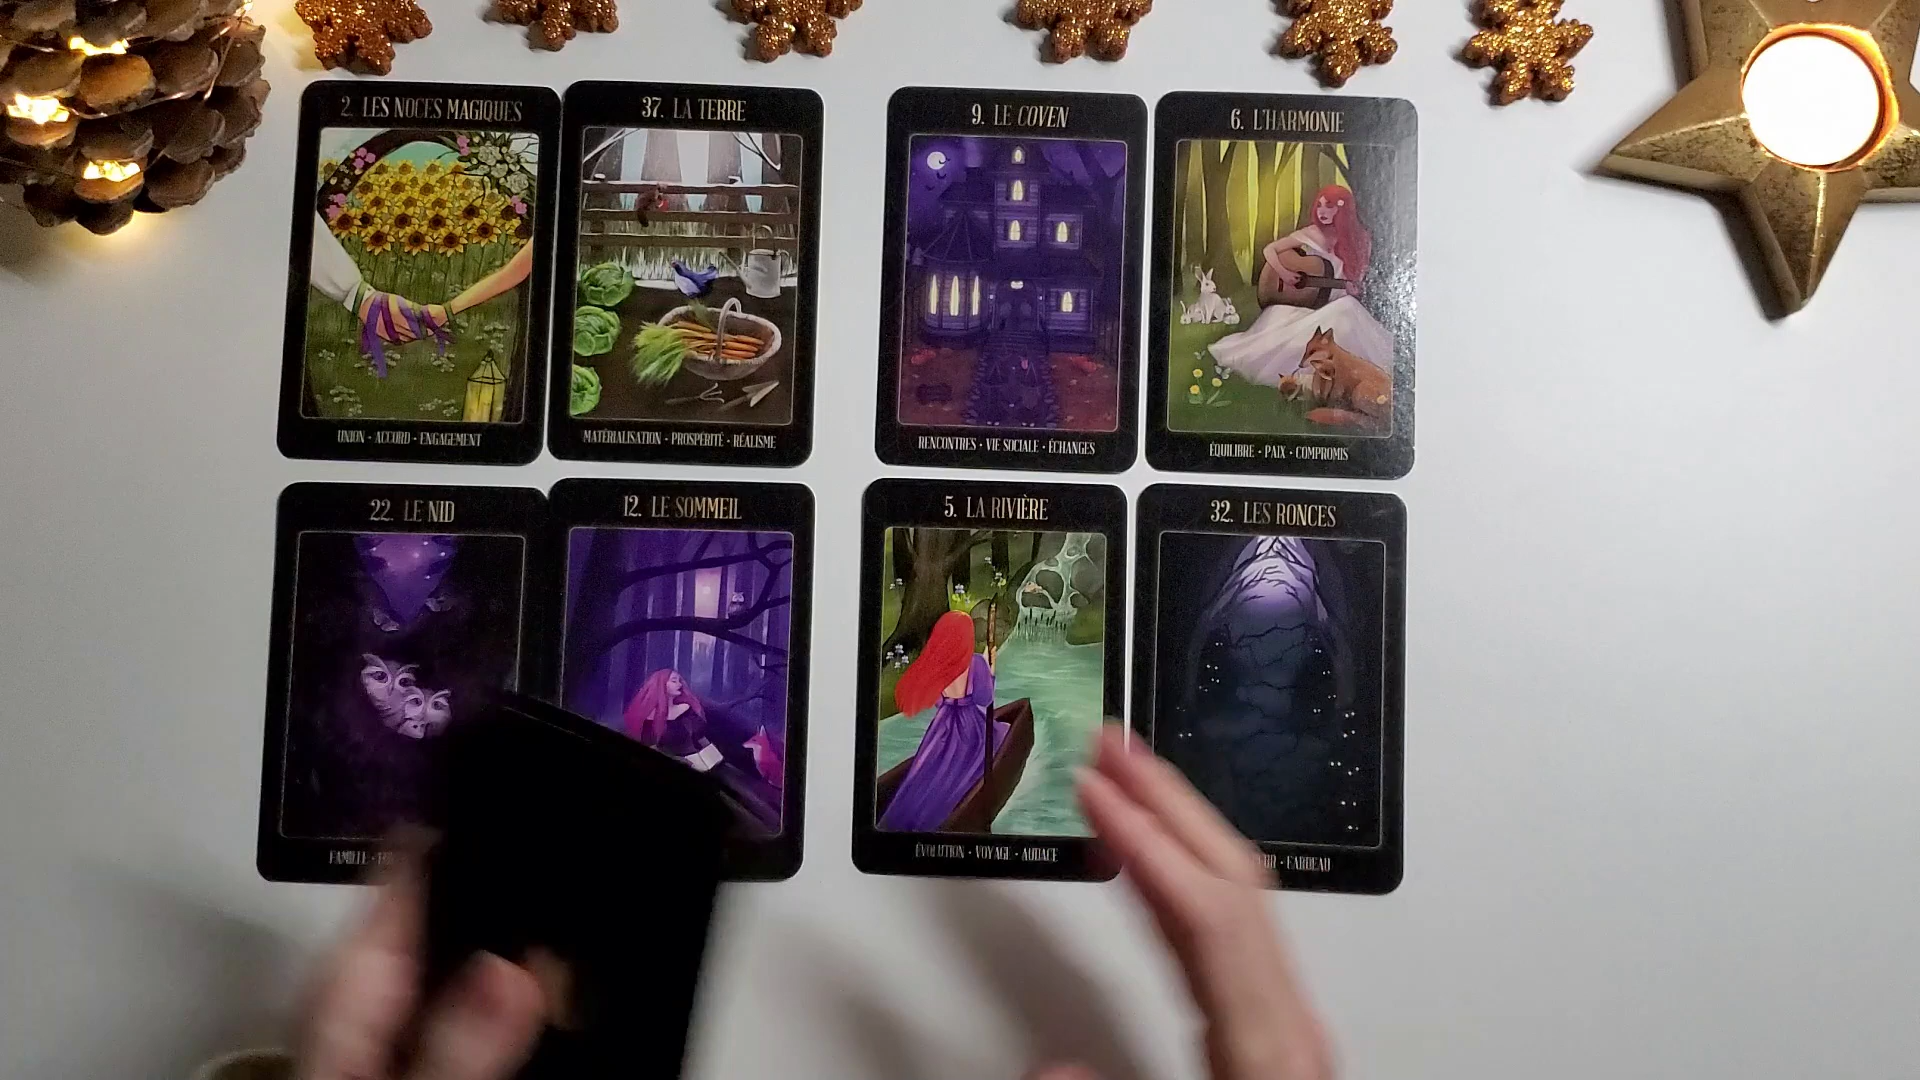 2. LES NOCES MAGIQUES
UNION • ACCORD • ENGAGEMENT
37. LA TERRE
MATÉRIALISATION • PROSPÉRITÉ • RÉALISME
9. LE COVEN
RENCONTRES • VIE SOCIALE • ÉCHANGES
6. L'HARMONIE
ÉQUILIBRE • PAIX • COMPROMIS
22. LE NID
FAMILLE •
12. LE SOMMEIL
5. LA RIVIÈRE
ÉVOLUTION • VOYAGE • AUDACE
32. LES RONCES
• FARDEAU